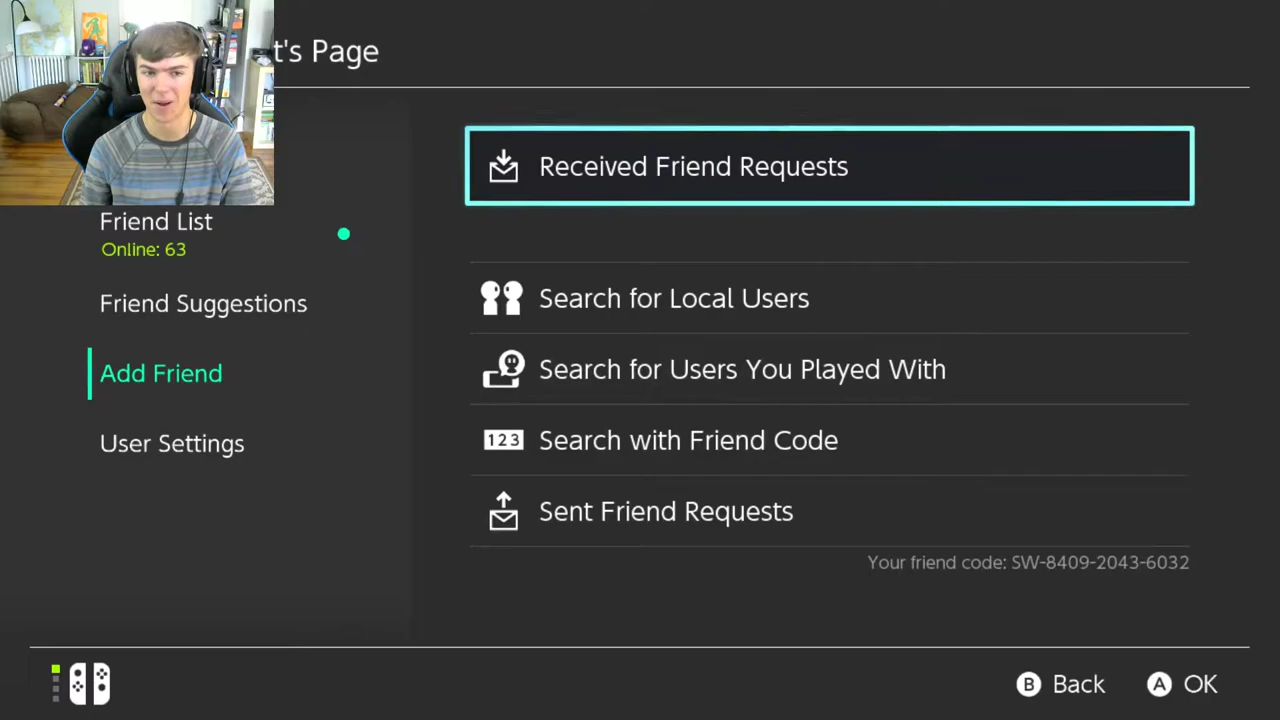 t's Page
Friend List
Online: 63
Friend Suggestions
Add Friend
User Settings
Received Friend Requests
Search for Local Users
Search for Users You Played With
123 Search with Friend Code
Sent Friend Requests
Your friend code: SW-8409-2043-6032
B Back A OK